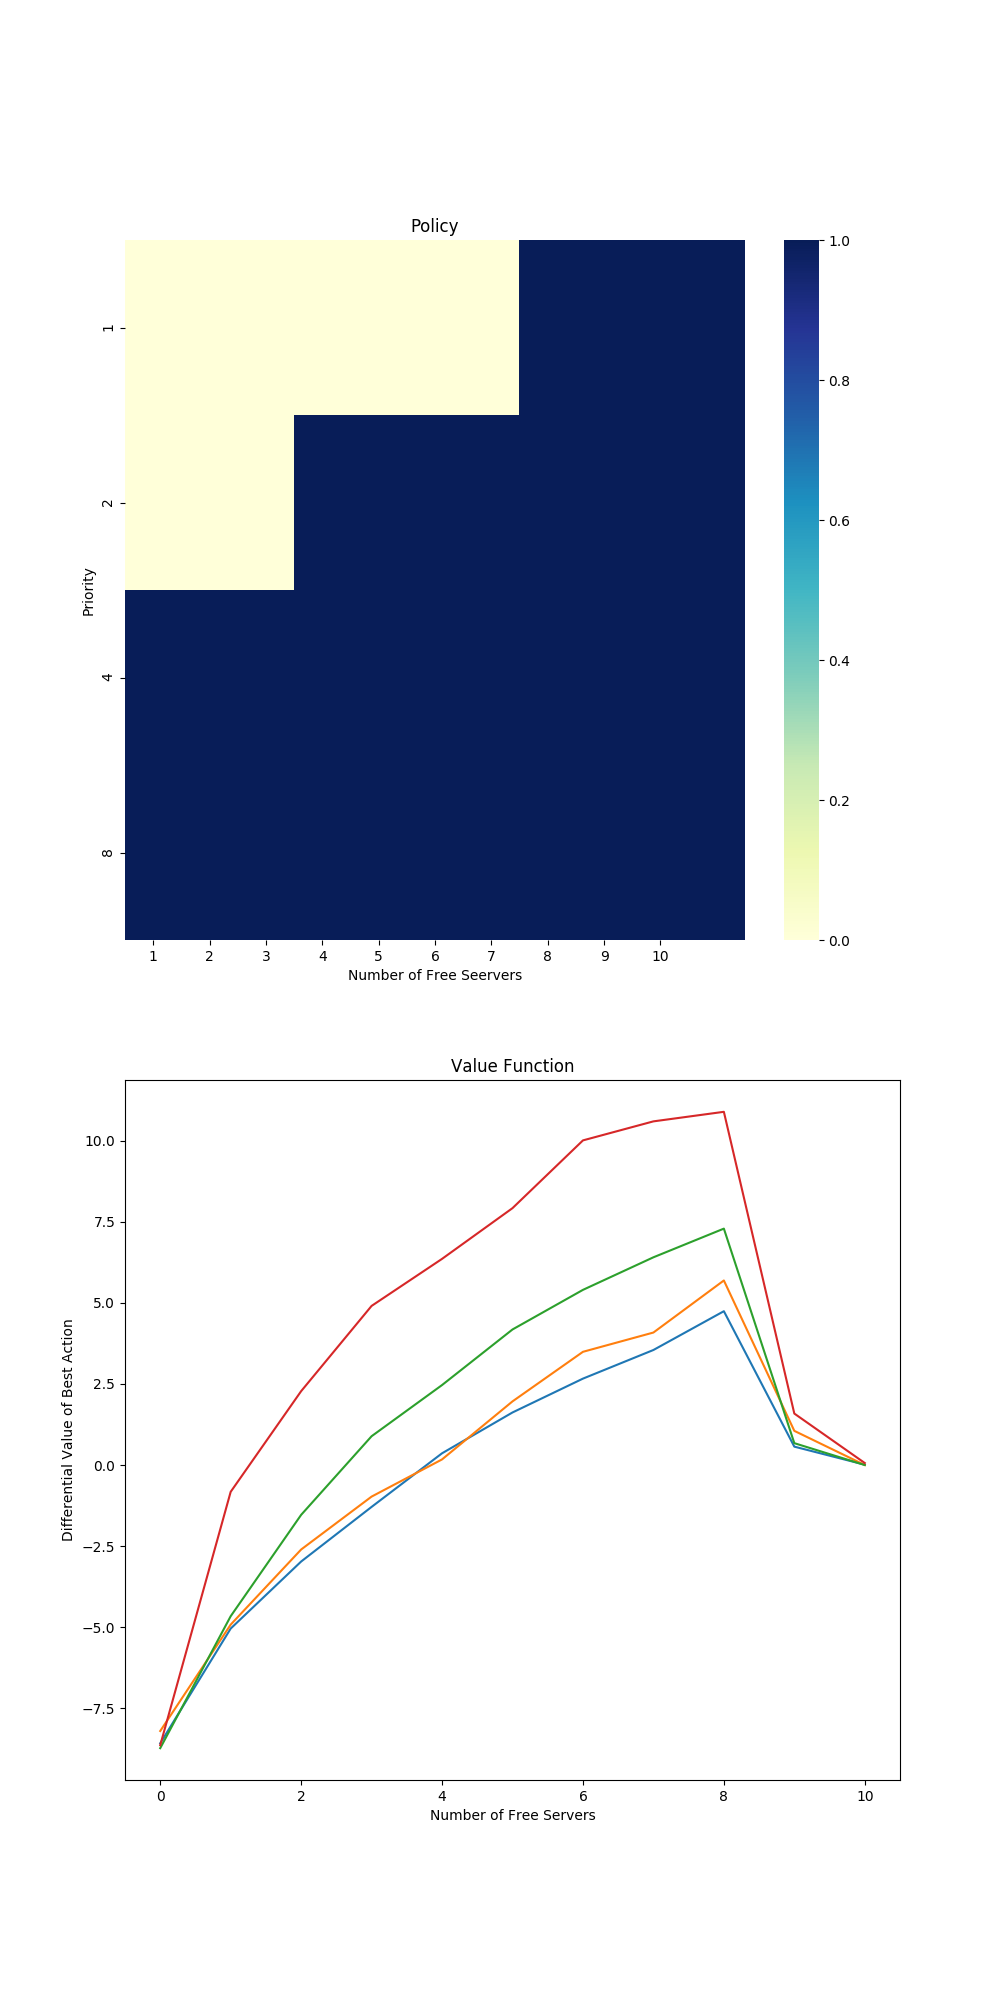 Policy
1
2
4
8
Priority
1 2 3 4 5 6 7 8 9 10
Number of Free Seervers
1.0
0.8
0.6
0.4
0.2
0.0
Value Function
10.0
7.5
5.0
2.5
0.0
−2.5
−5.0
−7.5
Differential Value of Best Action
0 2 4 6 8 10
Number of Free Servers